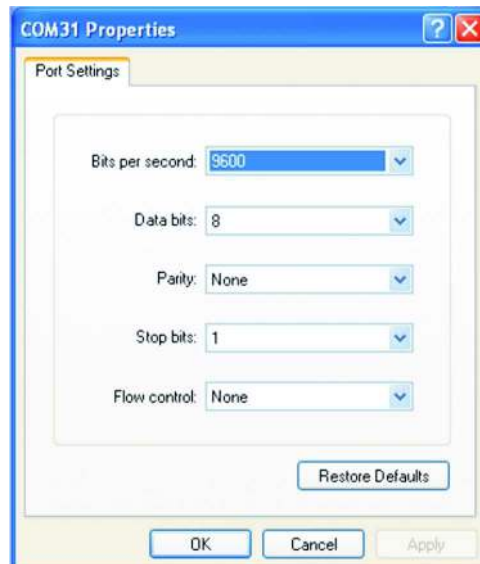 COM31 Properties
Port Settings
Bits per second: 9600
Data bits: 8
Parity: None
Stop bits: 1
Flow control: None
Restore Defaults
OK Cancel Apply